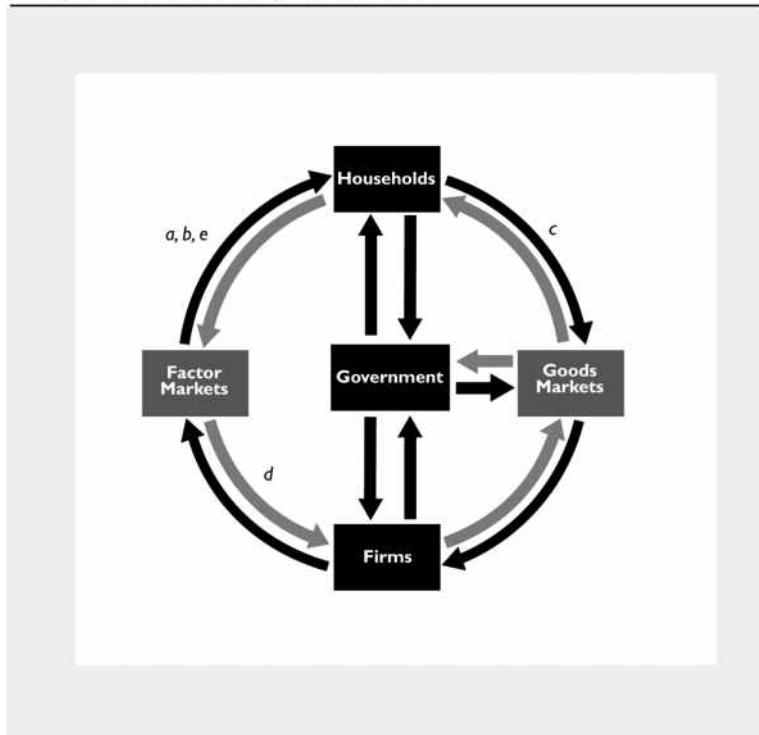 Households
a, b, e
c
Factor
Markets
Government
Goods
Markets
d
Firms